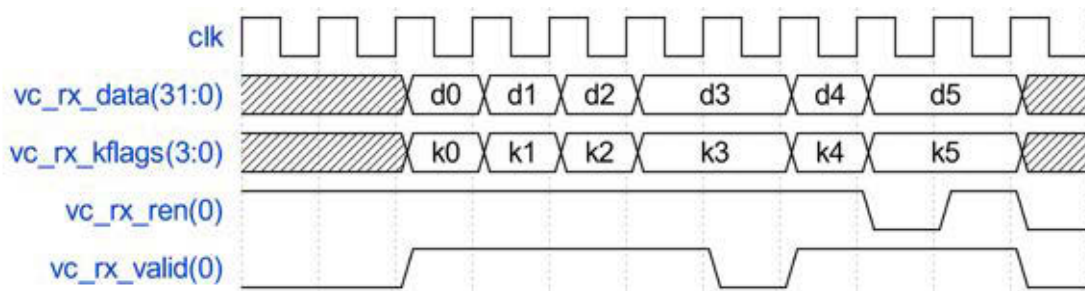 clk
vc_rx_data(31:0) d0 d1 d2 d3 d4 d5
vc_rx_kflags(3:0) k0 k1 k2 k3 k4 k5
vc_rx_ren(0)
vc_rx_valid(0)